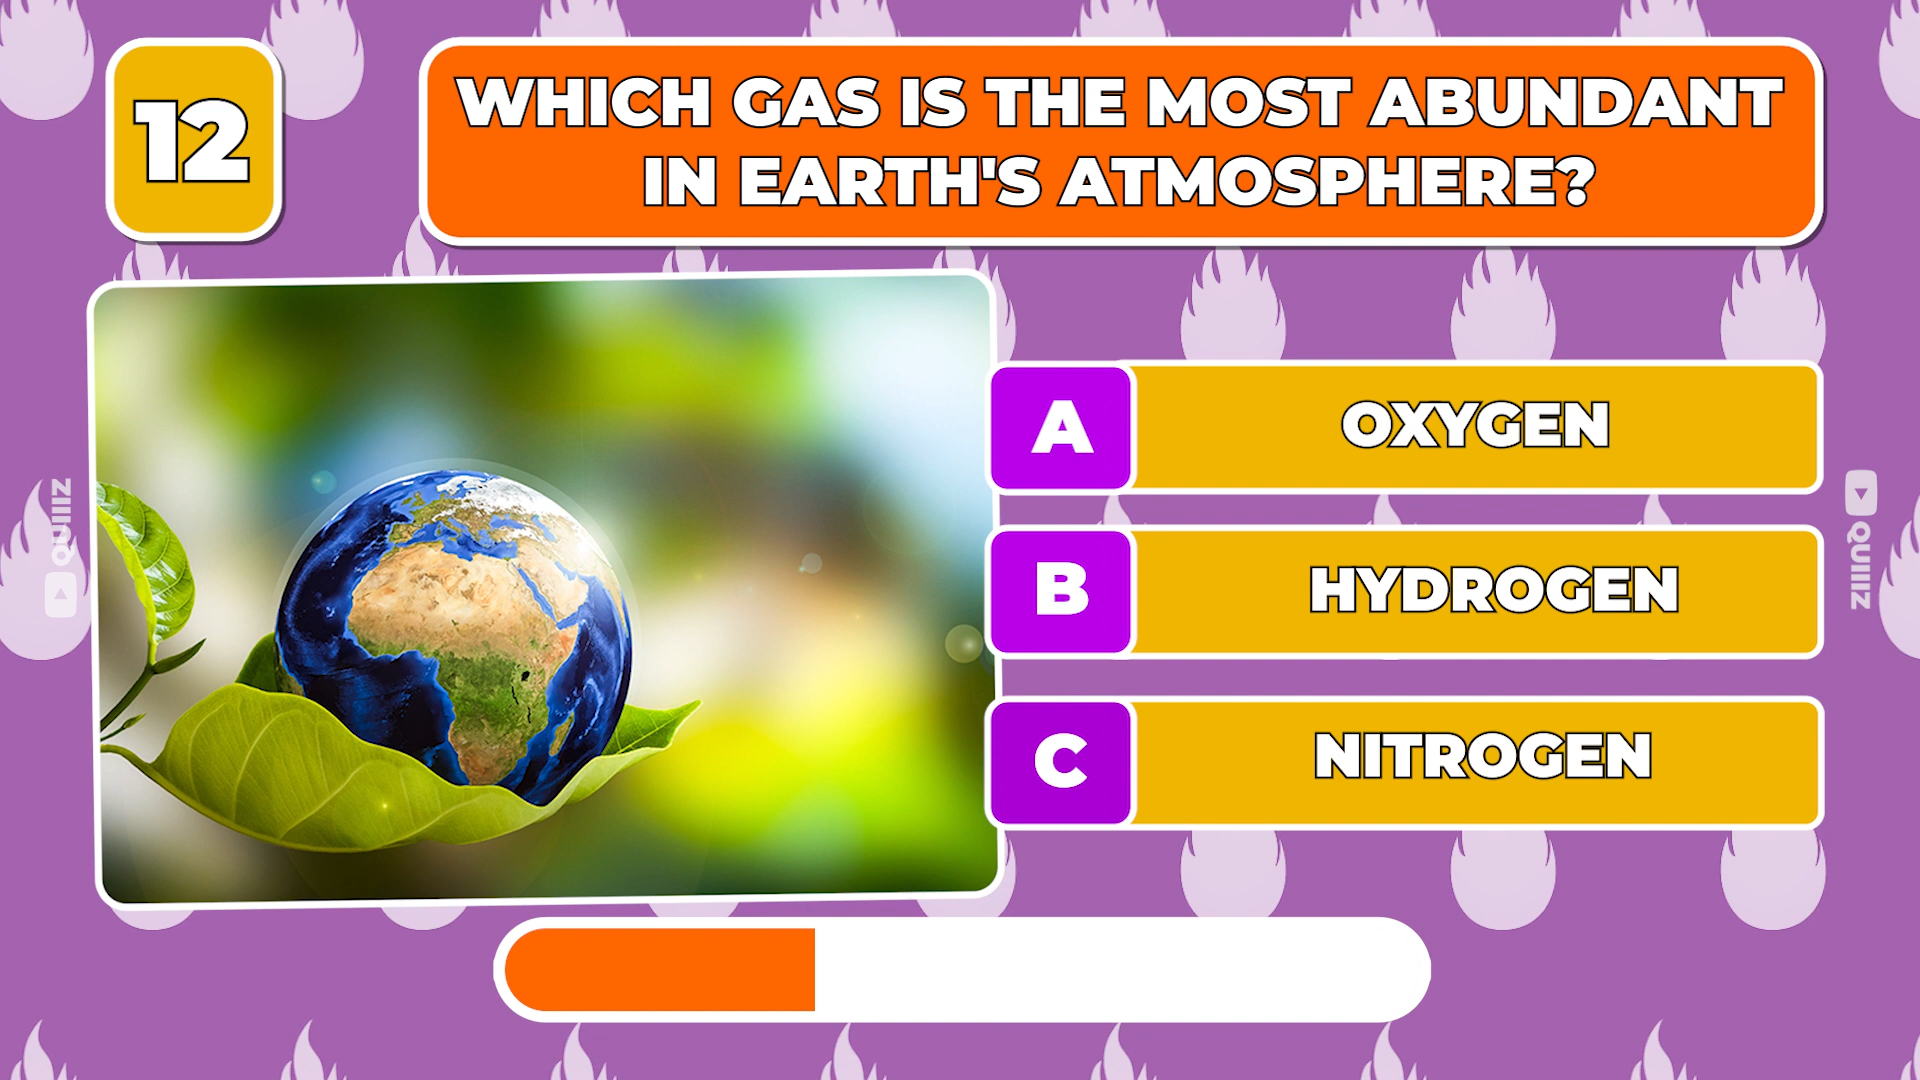 12
WHICH GAS IS THE MOST ABUNDANT
IN EARTH'S ATMOSPHERE?
A
OXYGEN
B
HYDROGEN
C
NITROGEN
QUIIIZ
QUIIIZ